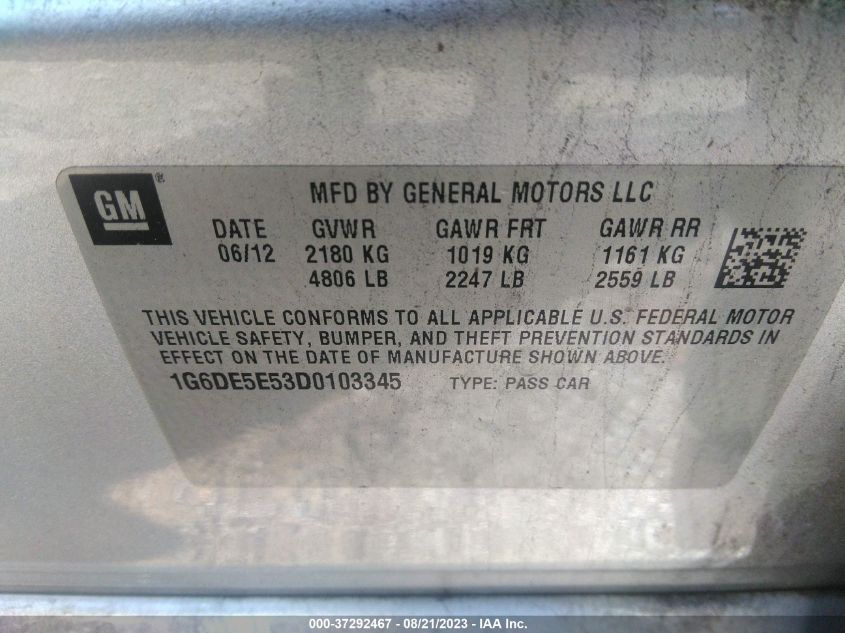 GM ®
MFD BY GENERAL MOTORS LLC
DATE GVWR GAWR FRT GAWR RR
06/12 2180 KG 1019 KG 1161 KG
4806 LB 2247 LB 2559 LB
THIS VEHICLE CONFORMS TO ALL APPLICABLE U.S. FEDERAL MOTOR
VEHICLE SAFETY, BUMPER, AND THEFT PREVENTION STANDARDS IN
EFFECT ON THE DATE OF MANUFACTURE SHOWN ABOVE.
1G6DE5E53D0103345 TYPE: PASS CAR
000-37292467 - 08/21/2023 - IAA Inc.